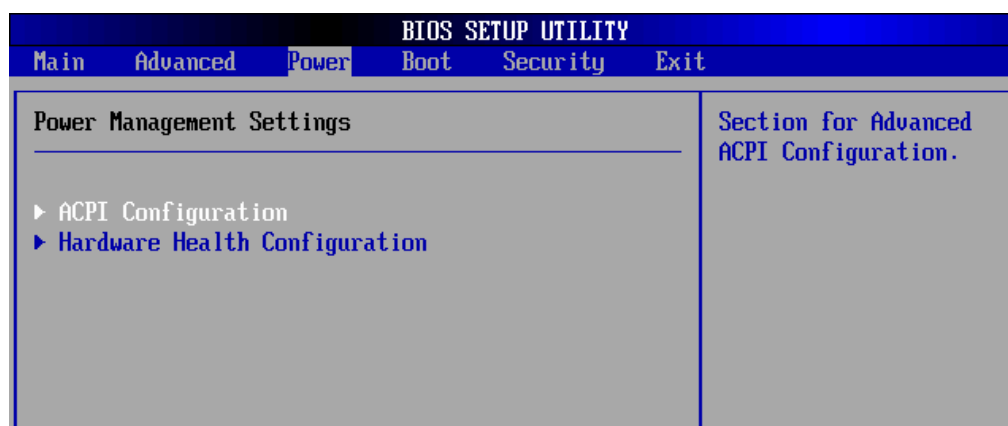 BIOS SETUP UTILITY
Main Advanced Power Boot Security Exit
Power Management Settings
ACPI Configuration
Hardware Health Configuration
Section for Advanced
ACPI Configuration.